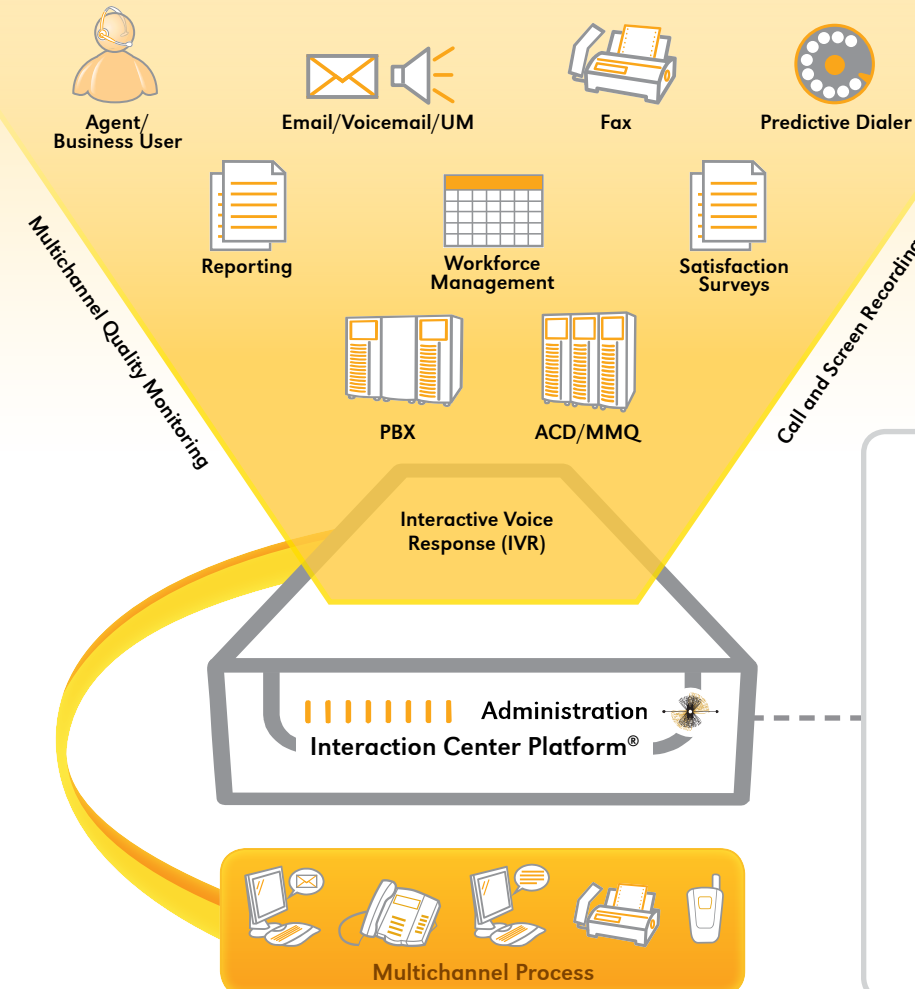 Agent/
Business User
Email/Voicemail/UM
Fax
Predictive Dialer
Reporting
Workforce
Management
Satisfaction
Surveys
Multichannel Quality Monitoring
Call and Screen Recording
PBX
ACD/MMQ
Interactive Voice
Response (IVR)
Administration
Interaction Center Platform®
Multichannel Process